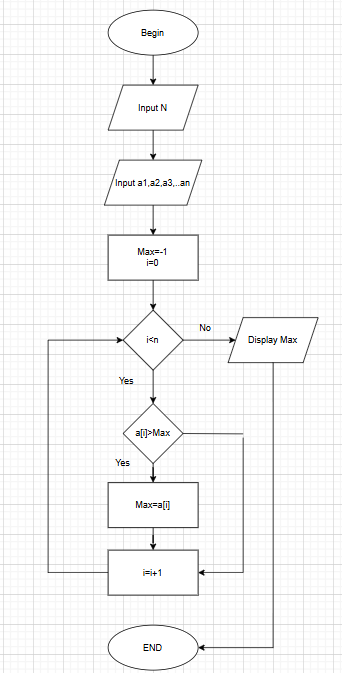 Begin
Input N
Input a1,a2,a3,..an
Max=-1
i=0
i<n
No
Display Max
Yes
a[i]>Max
Yes
Max=a[i]
i=i+1
END